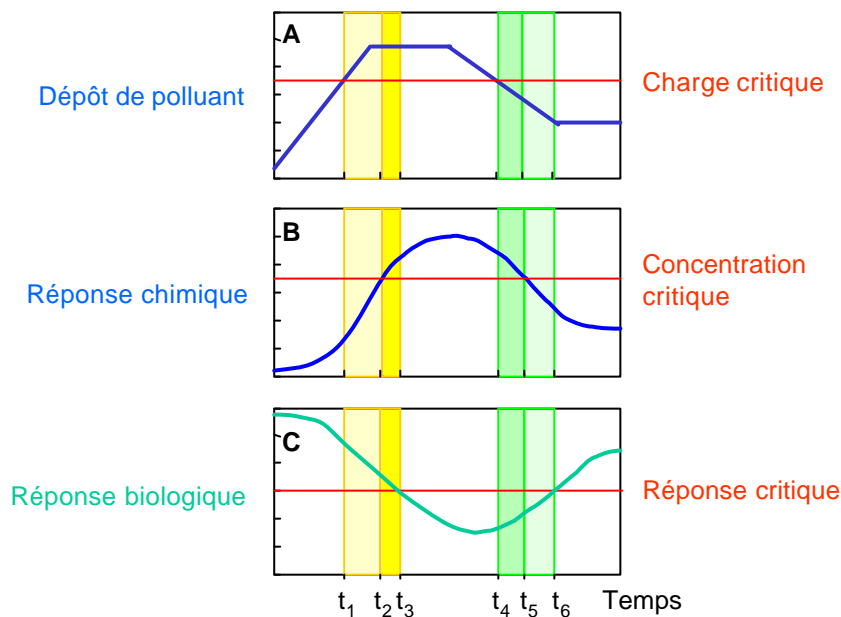 A
Dépôt de polluant
Charge critique
B
Réponse chimique
Concentration
critique
C
Réponse biologique
Réponse critique
t1 t2 t3 t4 t5 t6 Temps